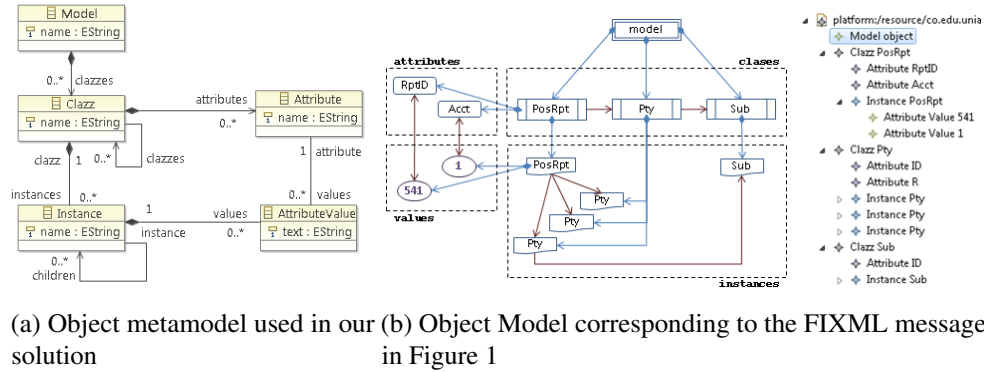 Model
name : EString
0..*
clazzes
Clazz
name : EString
attributes
0..*
Attribute
name : EString
0..*
clazzes
clazz
1
1
attribute
instances
0..*
0..*
values
Instance
name : EString
1
instance
values
0..*
AttributeValue
text : EString
0..*
children
model
attributes
clases
RptID
Acct
PosRpt
Pty
Sub
PosRpt
Sub
1
541
Pty
Pty
Pty
values
instances
platform:/resource/co.edu.unia
Model object
Clazz PosRpt
Attribute RptID
Attribute Acct
Instance PosRpt
Attribute Value 541
Attribute Value 1
Clazz Pty
Attribute ID
Attribute R
Instance Pty
Instance Pty
Instance Pty
Clazz Sub
Attribute ID
Instance Sub
(a) Object metamodel used in our
solution
(b) Object Model corresponding to the FIXML message
in Figure 1